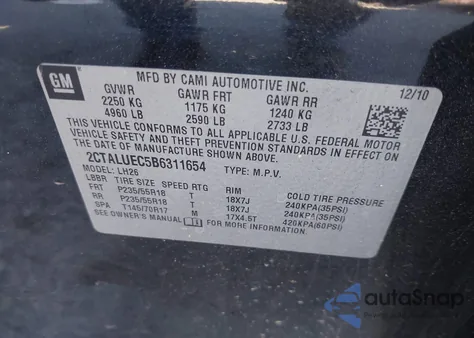 GM
MFD BY CAMI AUTOMOTIVE INC.
12/10
GVWR GAWR FRT GAWR RR
2250 KG 1175 KG 1240 KG
4960 LB 2590 LB 2733 LB
THIS VEHICLE CONFORMS TO ALL APPLICABLE U.S. FEDERAL MOTOR
VEHICLE SAFETY AND THEFT PREVENTION STANDARDS IN EFFECT ON
THE DATE OF MANUFACTURE SHOWN ABOVE.
2CTALUEC5B6311654 TYPE: M.P.V.
MODEL: LH26
TIRE SIZE SPEED RTG RIM COLD TIRE PRESSURE
FRT P235/55R18 T 18X7J 240KPA(35PSI)
RR P235/55R18 T 18X7J 240KPA(35PSI)
SPA T145/70R17 M 17X4.5T 420KPA(60PSI)
SEE OWNER'S MANUAL FOR MORE INFORMATION.
autoSnap